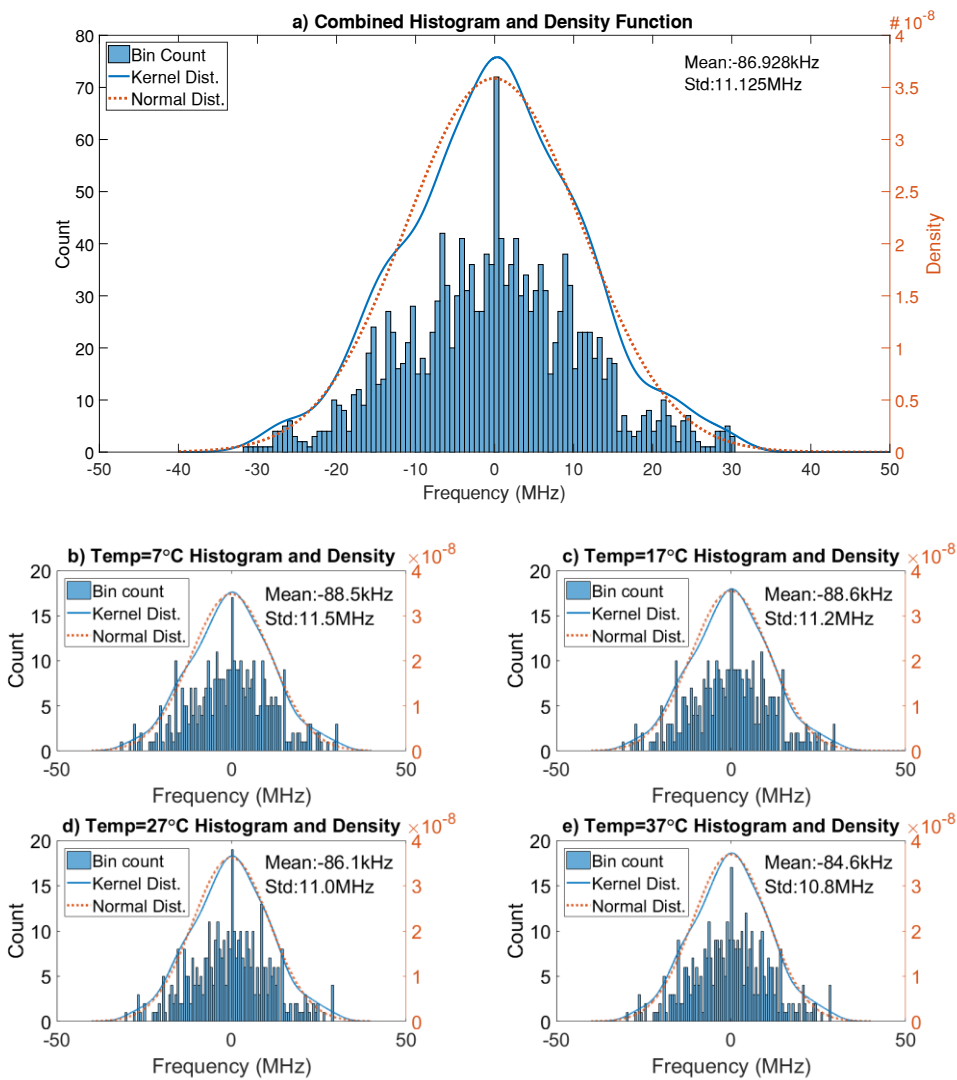 a) Combined Histogram and Density Function
#10^-8
Bin Count
Kernel Dist.
Normal Dist.
Mean:-86.928kHz
Std:11.125MHz
80
70
60
50
40
30
20
10
0
Count
4
3.5
3
2.5
2
1.5
1
0.5
0
Density
-50 -40 -30 -20 -10 0 10 20 30 40 50
Frequency (MHz)
b) Temp=7°C Histogram and Density
×10^-8
Bin count
Kernel Dist.
Normal Dist.
Mean:-88.5kHz
Std:11.5MHz
20
15
10
5
0
Count
4
3
2
1
0
-50 0 50
Frequency (MHz)
c) Temp=17°C Histogram and Density
×10^-8
Bin count
Kernel Dist.
Normal Dist.
Mean:-88.6kHz
Std:11.2MHz
20
15
10
5
0
Count
4
3
2
1
0
-50 0 50
Frequency (MHz)
d) Temp=27°C Histogram and Density
×10^-8
Bin count
Kernel Dist.
Normal Dist.
Mean:-86.1kHz
Std:11.0MHz
20
15
10
5
0
Count
4
3
2
1
0
-50 0 50
Frequency (MHz)
e) Temp=37°C Histogram and Density
×10^-8
Bin count
Kernel Dist.
Normal Dist.
Mean:-84.6kHz
Std:10.8MHz
20
15
10
5
0
Count
4
3
2
1
0
-50 0 50
Frequency (MHz)